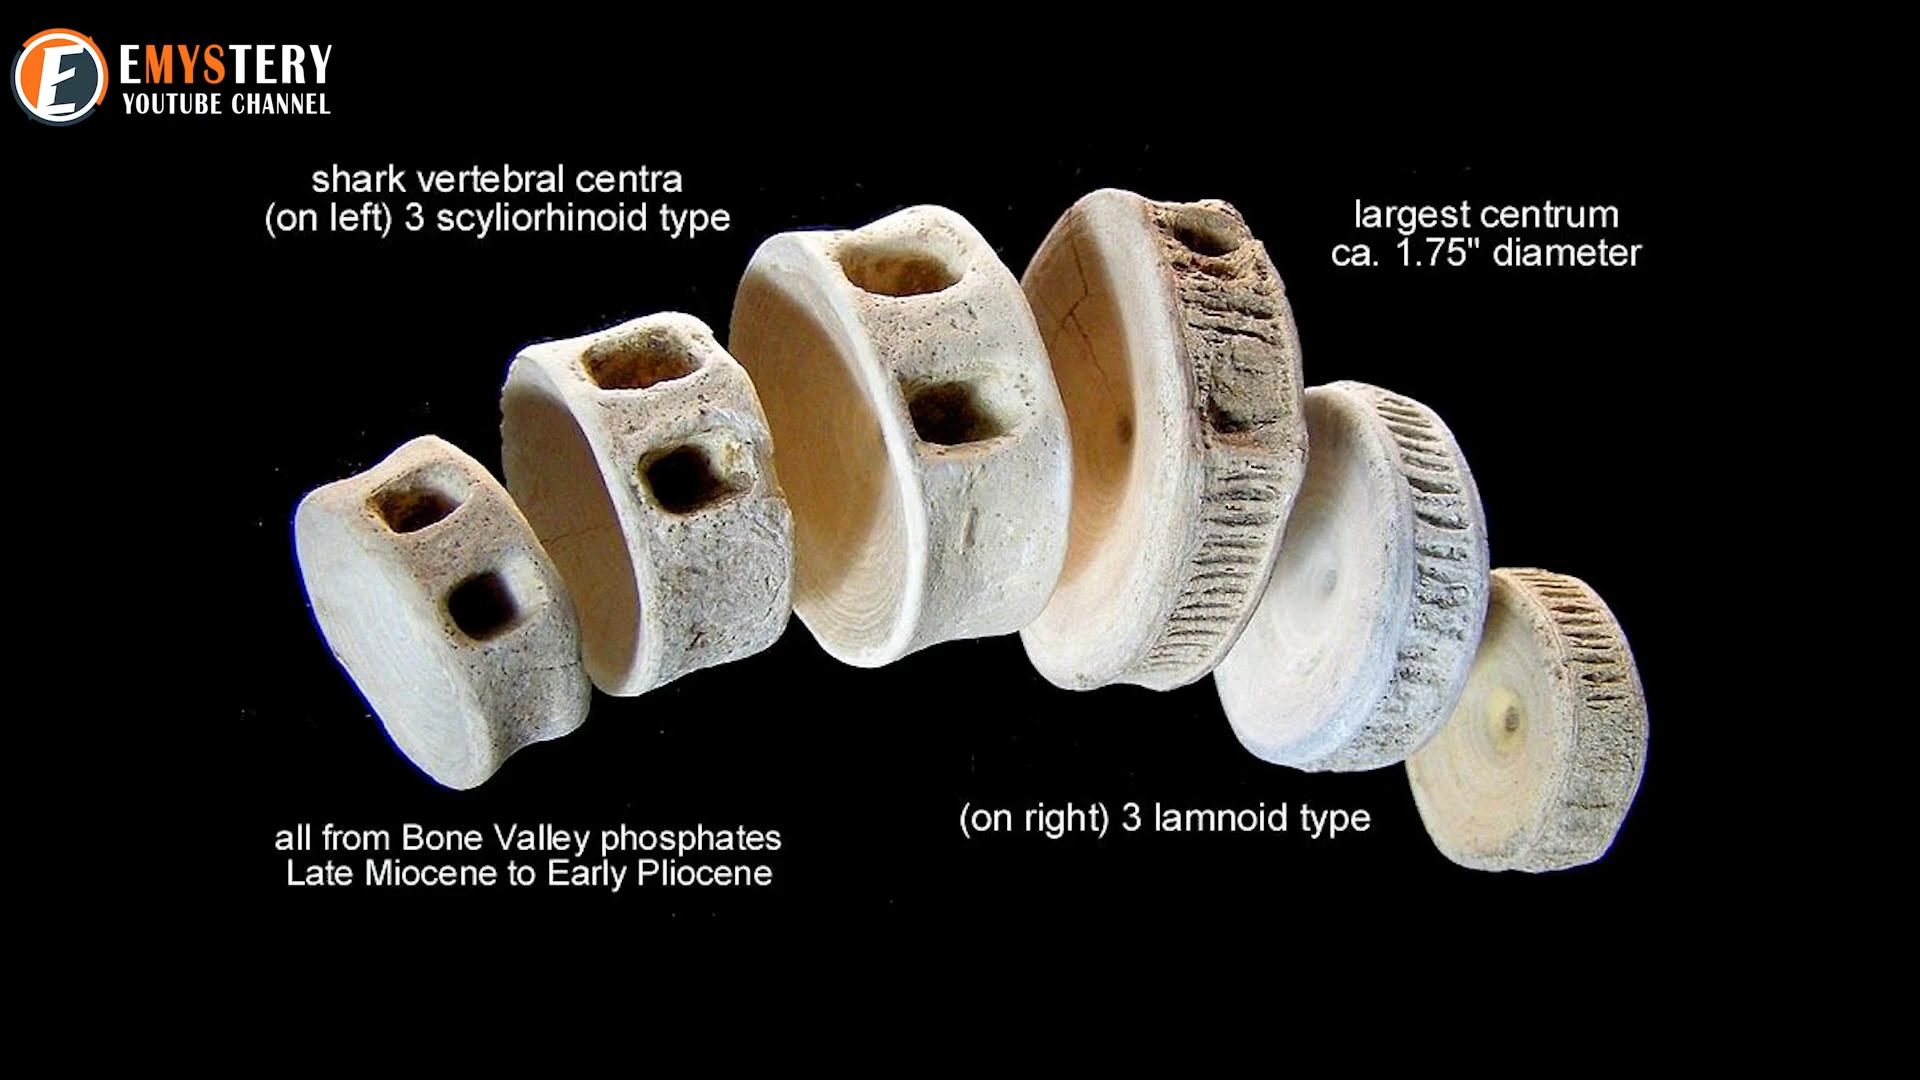 E
EMYSTERY
YOUTUBE CHANNEL
shark vertebral centra
(on left) 3 scyliorhinoid type
largest centrum
ca. 1.75" diameter
(on right) 3 lamnoid type
all from Bone Valley phosphates
Late Miocene to Early Pliocene